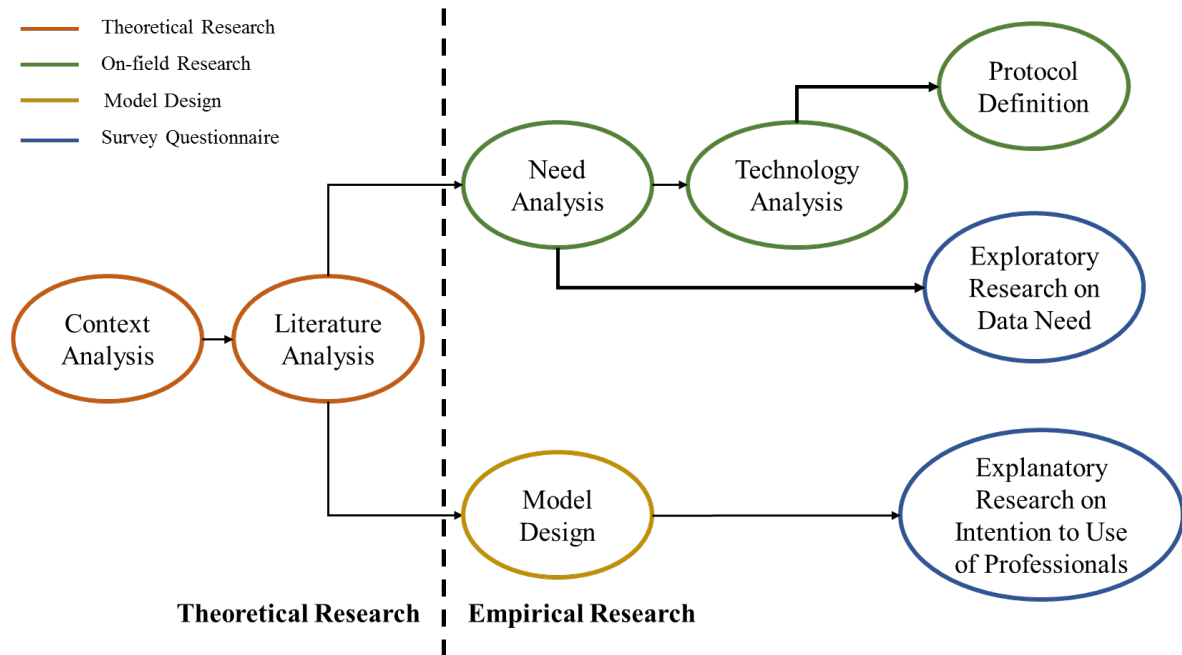 Theoretical Research
On-field Research
Model Design
Survey Questionnaire
Protocol
Definition
Need
Analysis
Technology
Analysis
Exploratory
Research on
Data Need
Context
Analysis
Literature
Analysis
Model
Design
Explanatory
Research on
Intention to Use
of Professionals
Theoretical Research
Empirical Research